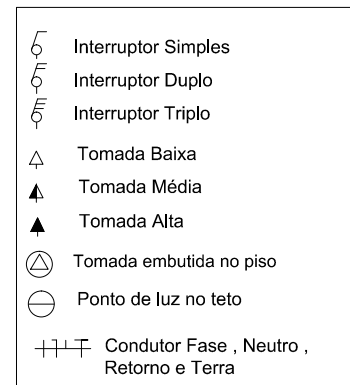 Interruptor Simples
Interruptor Duplo
Interruptor Triplo
Tomada Baixa
Tomada Média
Tomada Alta
Tomada embutida no piso
Ponto de luz no teto
Condutor Fase , Neutro ,
Retorno e Terra